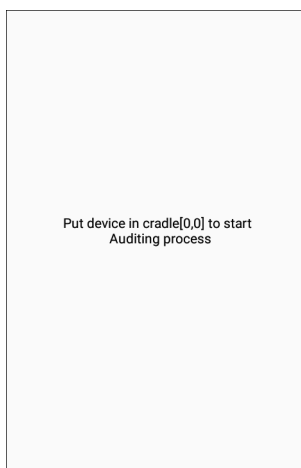 Put device in cradle[0,0] to start
Auditing process